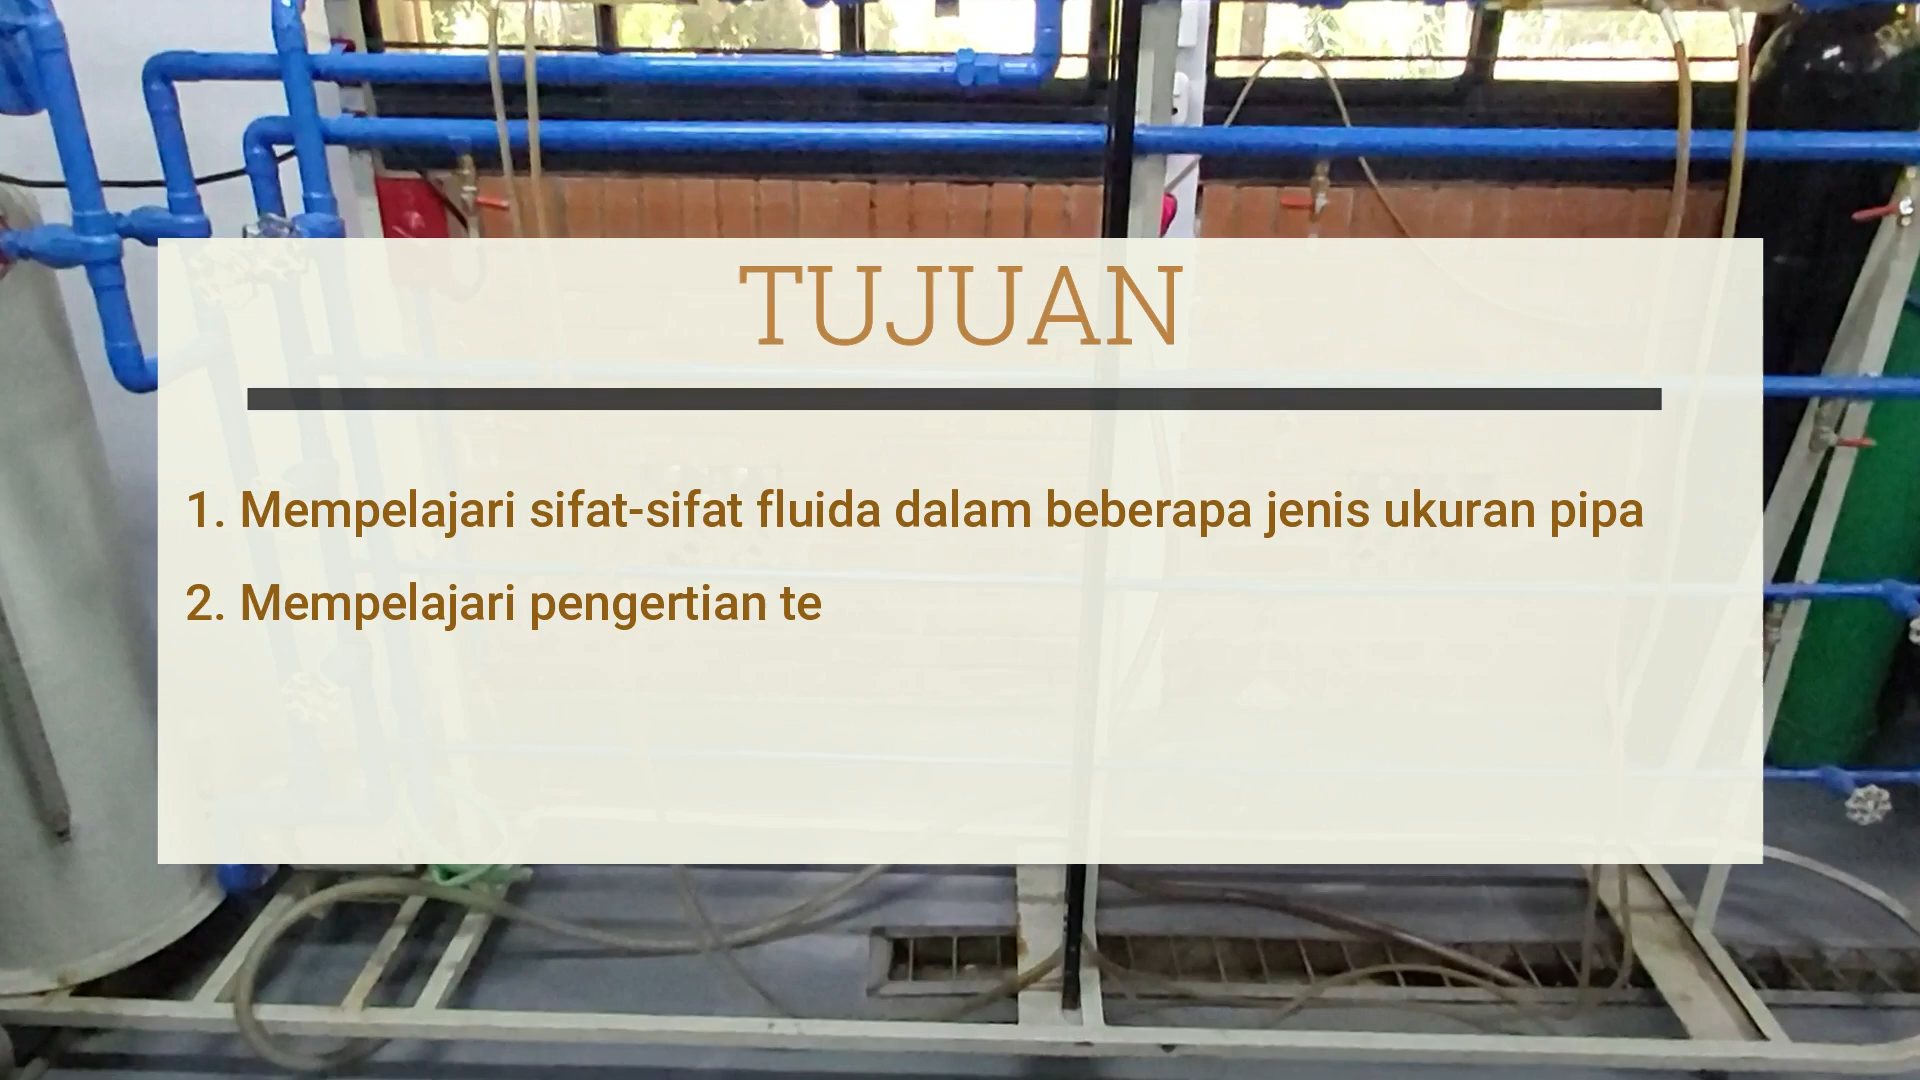 TUJUAN
1. Mempelajari sifat-sifat fluida dalam beberapa jenis ukuran pipa
2. Mempelajari pengertian te